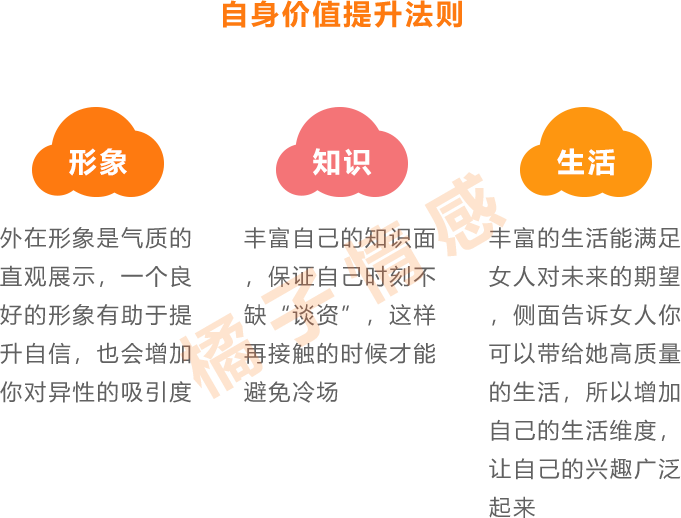 自身价值提升法则
形象
外在形象是气质的
直观展示，一个良
好的形象有助于提
升自信，也会增加
你对异性的吸引度
知识
丰富自己的知识面
，保证自己时刻不
缺“谈资”，这样
再接触的时候才能
避免冷场
生活
丰富的生活能满足
女人对未来的期望
，侧面告诉女人你
可以带给她高质量
的生活，所以增加
自己的生活维度，
让自己的兴趣广泛
起来
橘子情感